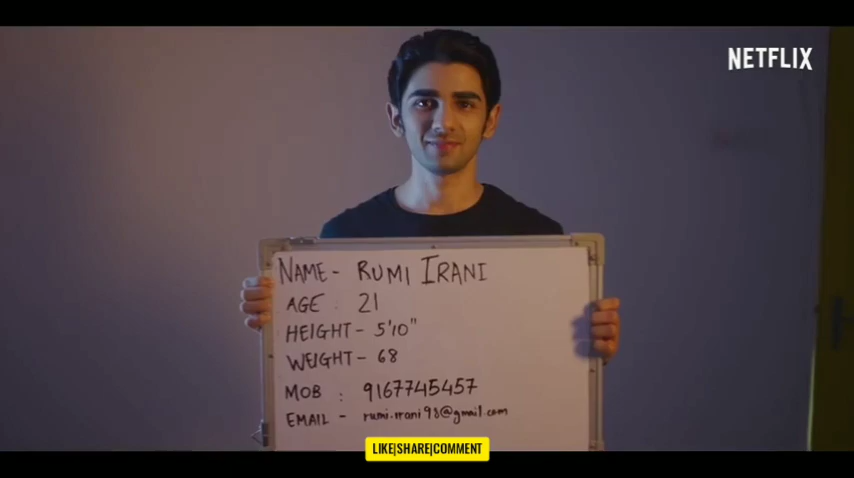 NETFLIX
NAME - RUMI IRANI
AGE : 21
HEIGHT - 5'10"
WEIGHT - 68
MOB : 9167745457
EMAIL - rumi.irani98@gmail.com
LIKE|SHARE|COMMENT